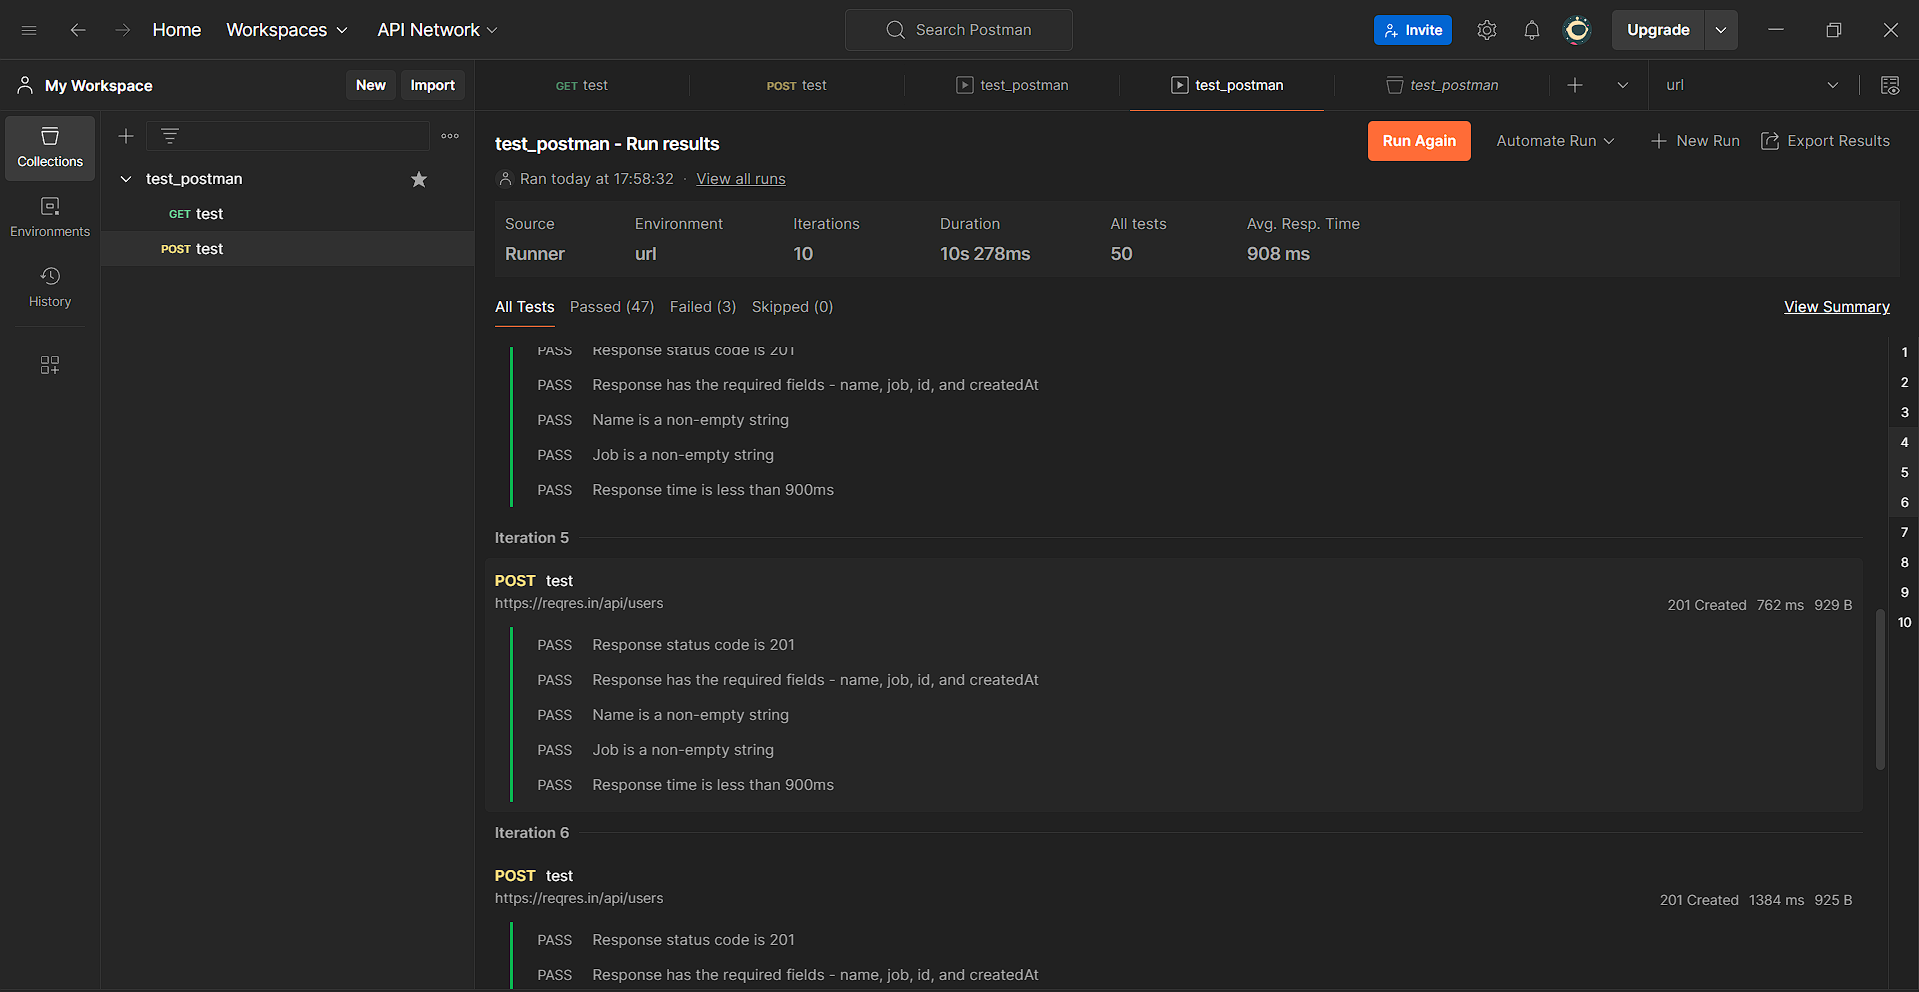 Home Workspaces API Network Search Postman Invite Upgrade
My Workspace New Import GET test POST test test_postman test_postman test_postman url
Collections
Environments
History
test_postman
GET test
POST test
test_postman - Run results Run Again Automate Run New Run Export Results
Ran today at 17:58:32 · View all runs
Source Environment Iterations Duration All tests Avg. Resp. Time
Runner url 10 10s 278ms 50 908 ms
All Tests Passed (47) Failed (3) Skipped (0) View Summary
PASS Response status code is 201
PASS Response has the required fields - name, job, id, and createdAt
PASS Name is a non-empty string
PASS Job is a non-empty string
PASS Response time is less than 900ms
Iteration 5
POST test
https://reqres.in/api/users 201 Created 762 ms 929 B
PASS Response status code is 201
PASS Response has the required fields - name, job, id, and createdAt
PASS Name is a non-empty string
PASS Job is a non-empty string
PASS Response time is less than 900ms
Iteration 6
POST test
https://reqres.in/api/users 201 Created 1384 ms 925 B
PASS Response status code is 201
PASS Response has the required fields - name, job, id, and createdAt
1
2
3
4
5
6
7
8
9
10